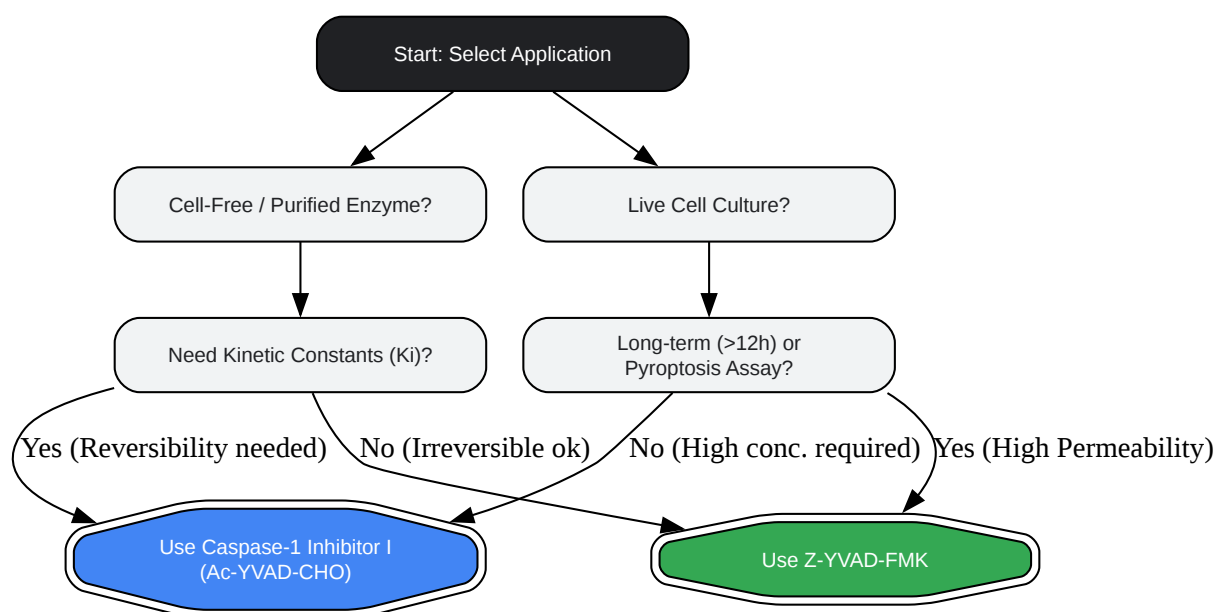 Start: Select Application
Cell-Free / Purified Enzyme?
Live Cell Culture?
Need Kinetic Constants (Ki)?
Long-term (>12h) or
Pyroptosis Assay?
Yes (Reversibility needed)
No (Irreversible ok)
No (High conc. required)
Yes (High Permeability)
Use Caspase-1 Inhibitor I
(Ac-YVAD-CHO)
Use Z-YVAD-FMK